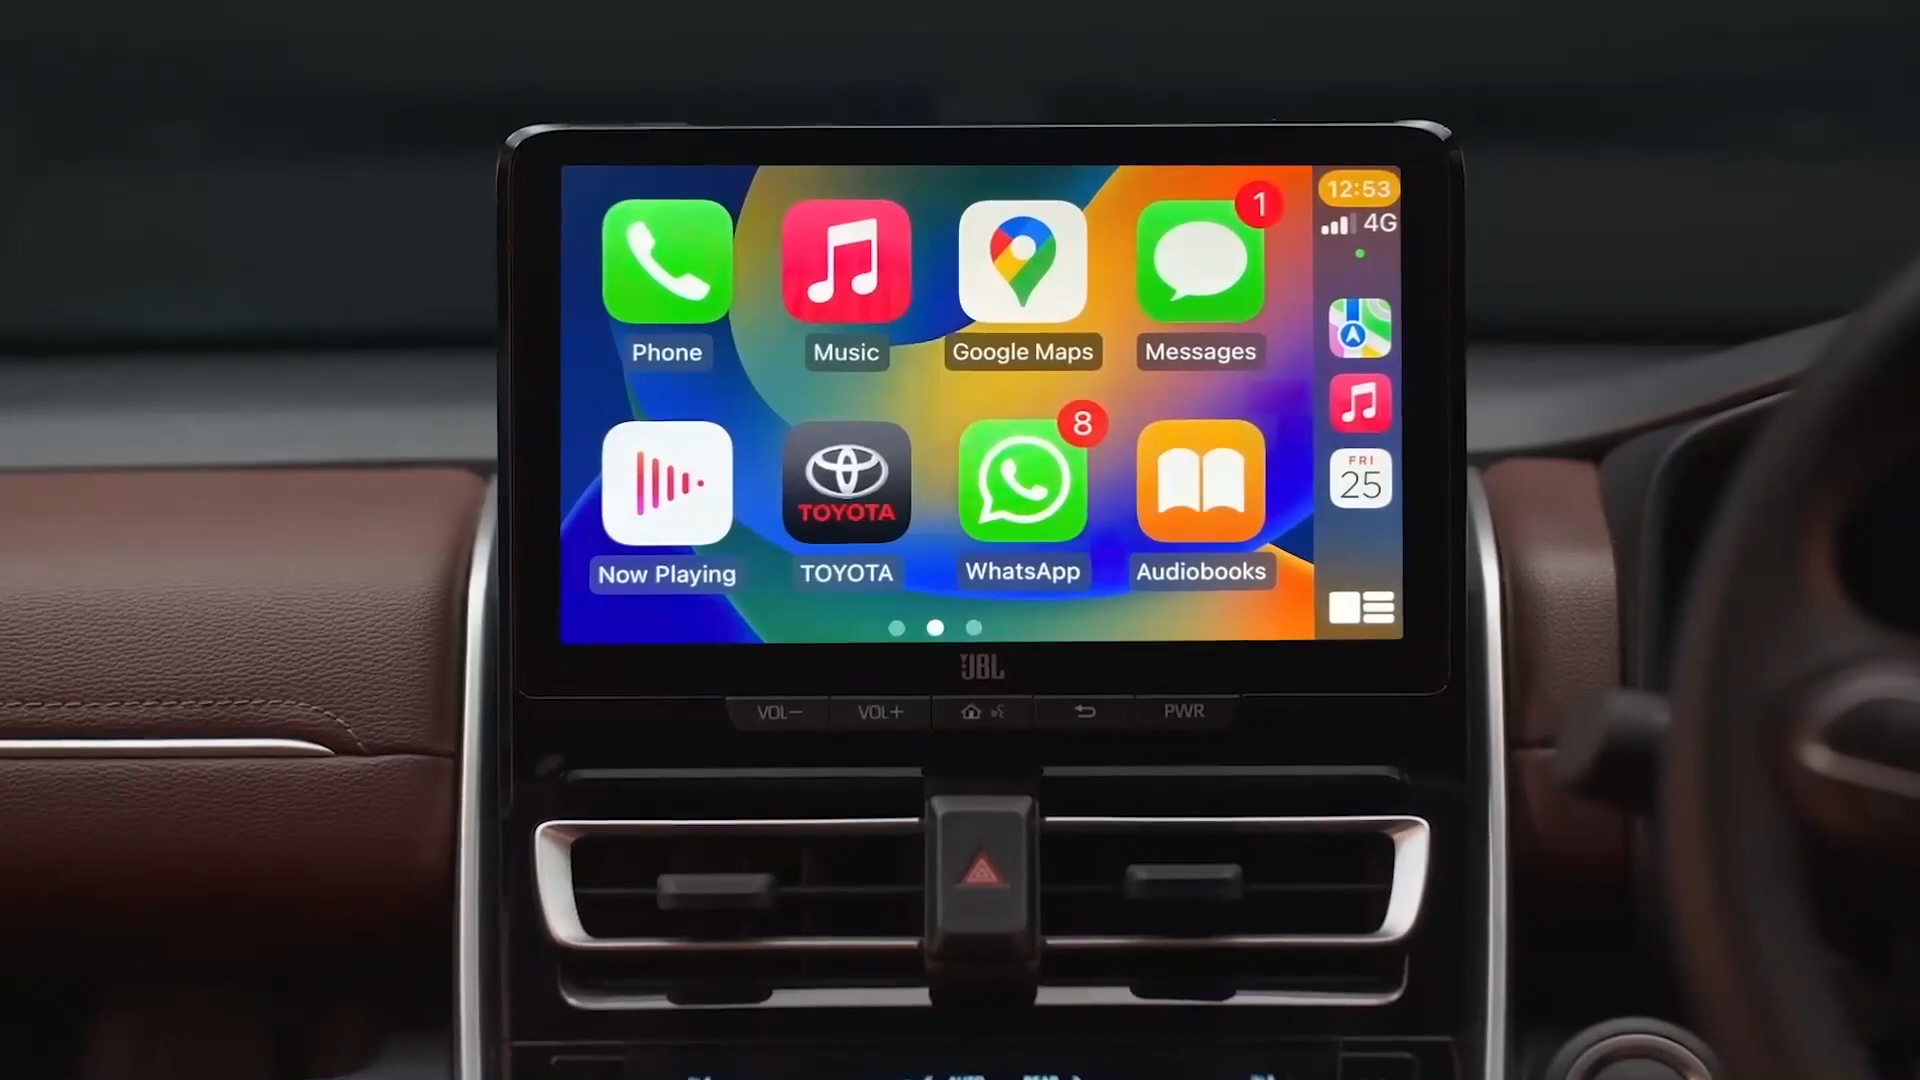 12:53
4G
1
Phone
Music
Google Maps
Messages
8
TOYOTA
FRI
25
Now Playing
TOYOTA
WhatsApp
Audiobooks
JBL
VOL−
VOL+
PWR